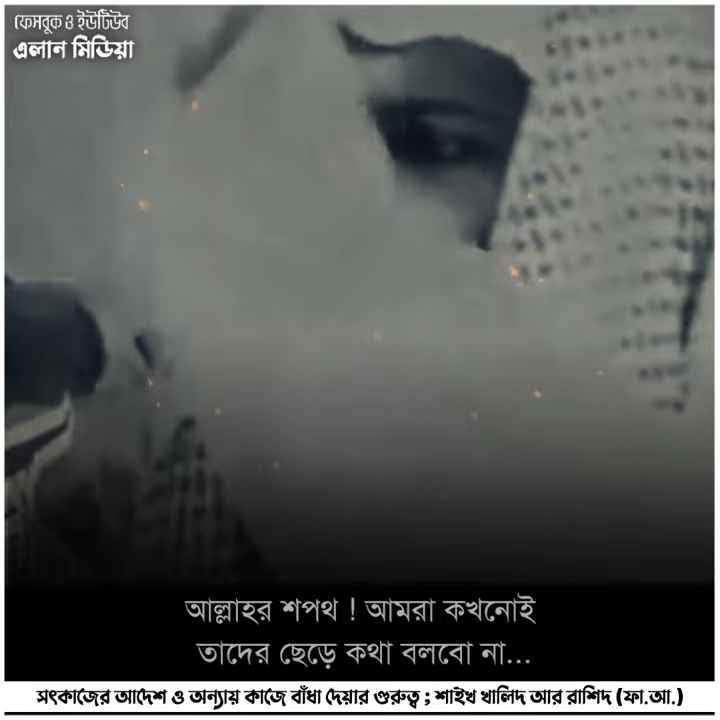 ফেসবুক ও ইউটিউব
এলান মিডিয়া
আল্লাহর শপথ ! আমরা কখনোই
তাদের ছেড়ে কথা বলবো না...
সৎকাজের আদেশ ও অন্যায় কাজে বাঁধা দেয়ার গুরুত্ব ; শাইখ খালিদ আর রাশিদ (ফা.আ.)